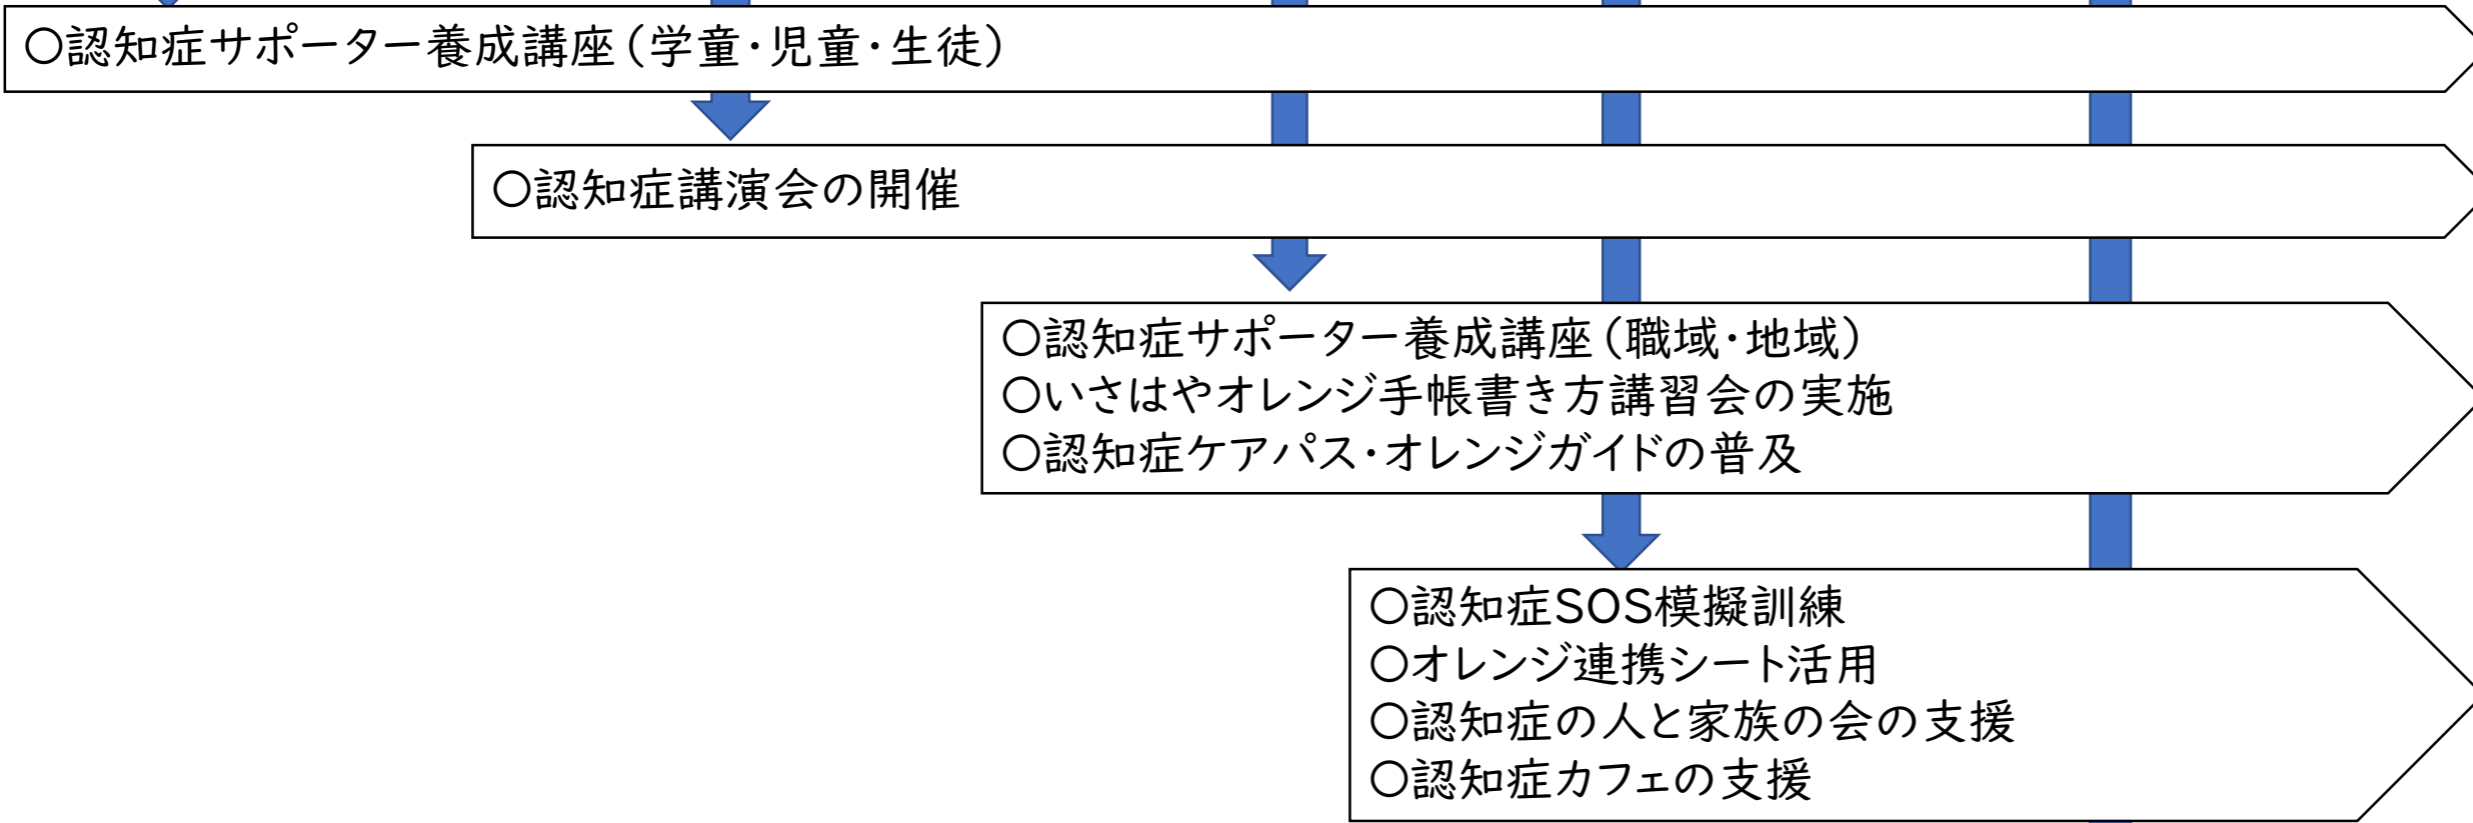 ○認知症サポーター養成講座（学童・児童・生徒）
○認知症講演会の開催
○認知症サポーター養成講座（職域・地域）
○いさはやオレンジ手帳書き方講習会の実施
○認知症ケアパス・オレンジガイドの普及
○認知症SOS模擬訓練
○オレンジ連携シート活用
○認知症の人と家族の会の支援
○認知症カフェの支援